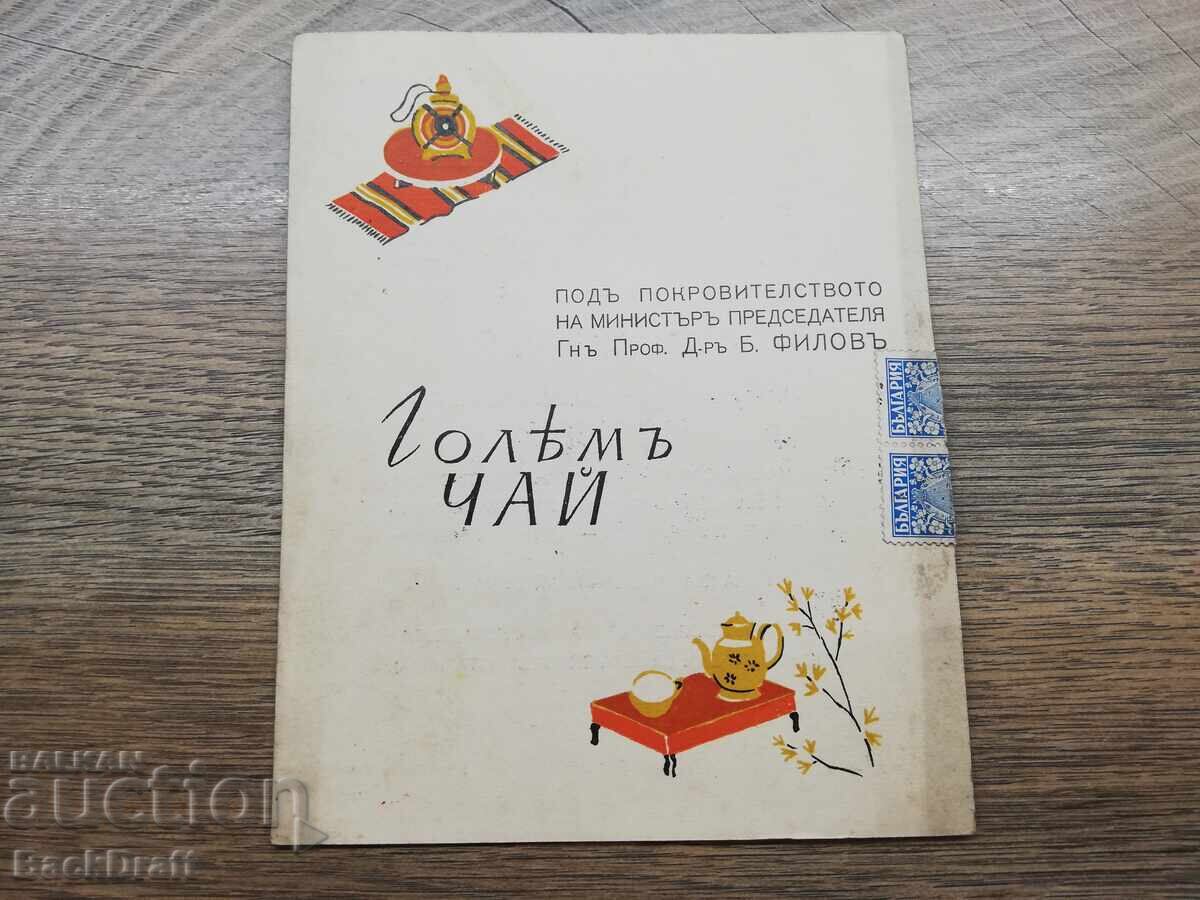 ПОДЪ ПОКРОВИТЕЛСТВОТО
НА МИНИСТЪРЪ ПРЕДСЕДАТЕЛЯ
Гнъ Проф. Д-ръ Б. ФИЛОВЪ
Голѣмъ
ЧАЙ
БЪЛГАРИЯ
БЪЛГАРИЯ
BALKAN
auction
BackDraft